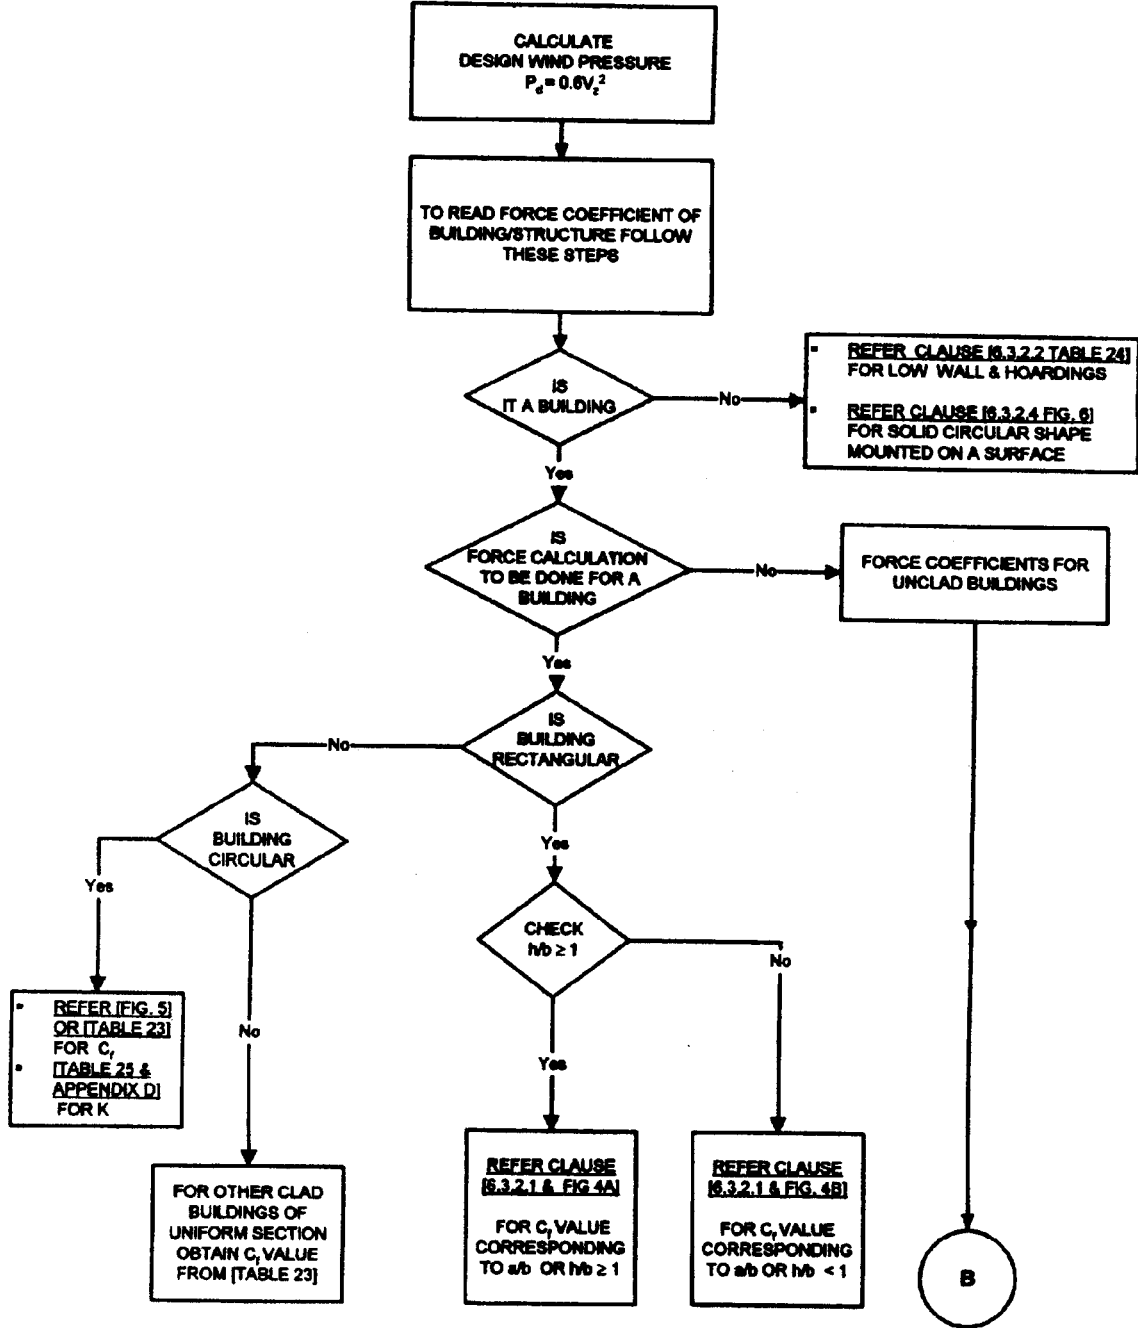 CALCULATE
DESIGN WIND PRESSURE
P_d = 0.6V_z²
TO READ FORCE COEFFICIENT OF
BUILDING/STRUCTURE FOLLOW
THESE STEPS
IS
IT A BUILDING
No
▪ REFER CLAUSE [6.3.2.2 TABLE 24]
FOR LOW WALL & HOARDINGS
▪ REFER CLAUSE [6.3.2.4 FIG. 6]
FOR SOLID CIRCULAR SHAPE
MOUNTED ON A SURFACE
Yes
IS
FORCE CALCULATION
TO BE DONE FOR A
BUILDING
No
FORCE COEFFICIENTS FOR
UNCLAD BUILDINGS
Yes
IS
BUILDING
RECTANGULAR
No
IS
BUILDING
CIRCULAR
Yes
Yes
CHECK
h/b ≥ 1
No
▪ REFER [FIG. 5]
OR [TABLE 23]
FOR C_f
▪ [TABLE 25 &
APPENDIX D]
FOR K
No
Yes
FOR OTHER CLAD
BUILDINGS OF
UNIFORM SECTION
OBTAIN C_f VALUE
FROM [TABLE 23]
REFER CLAUSE
[6.3.2.1 & FIG 4A]
FOR C_f VALUE
CORRESPONDING
TO a/b OR h/b ≥ 1
REFER CLAUSE
[6.3.2.1 & FIG. 4B]
FOR C_f VALUE
CORRESPONDING
TO a/b OR h/b < 1
B